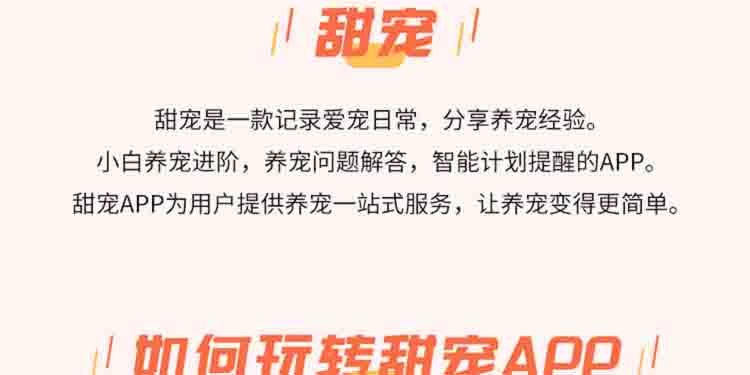 甜宠
甜宠是一款记录爱宠日常，分享养宠经验。
小白养宠进阶，养宠问题解答，智能计划提醒的APP。
甜宠APP为用户提供养宠一站式服务，让养宠变得更简单。
如何玩转甜宠APP